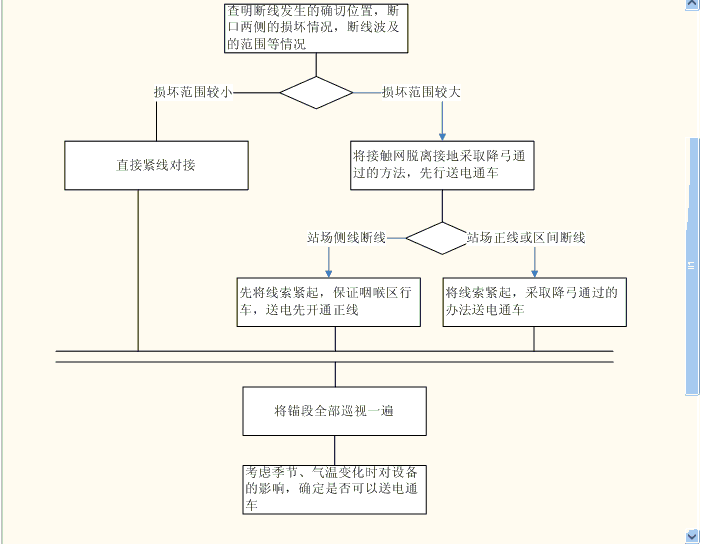 查明断线发生的确切位置，断
口两侧的损坏情况，断线波及
的范围等情况
损坏范围较小
损坏范围较大
直接紧线对接
将接触网脱离接地采取降弓通
过的方法，先行送电通车
站场侧线断线
站场正线或区间断线
先将线索紧起，保证咽喉区行
车，送电先开通正线
将线索紧起，采取降弓通过的
办法送电通车
将锚段全部巡视一遍
考虑季节、气温变化时对设备
的影响，确定是否可以送电通
车